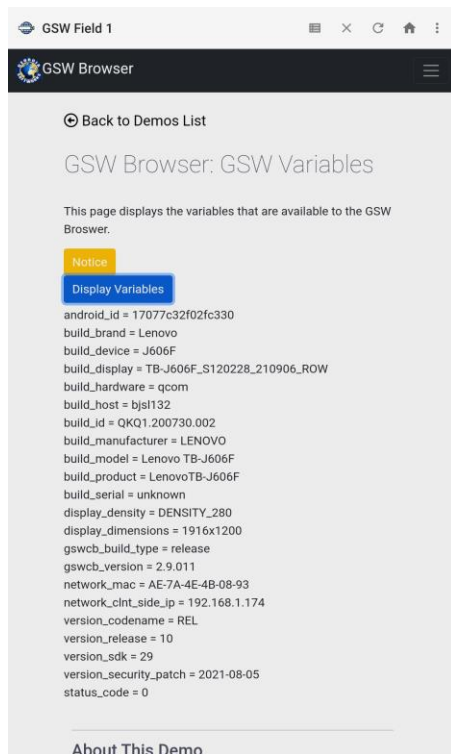 GSW Field 1
GSW Browser
Back to Demos List
GSW Browser: GSW Variables
This page displays the variables that are available to the GSW
Broswer.
Notice
Display Variables
android_id = 17077c32f02fc330
build_brand = Lenovo
build_device = J606F
build_display = TB-J606F_S120228_210906_ROW
build_hardware = qcom
build_host = bjsl132
build_id = QKQ1.200730.002
build_manufacturer = LENOVO
build_model = Lenovo TB-J606F
build_product = LenovoTB-J606F
build_serial = unknown
display_density = DENSITY_280
display_dimensions = 1916x1200
gswcb_build_type = release
gswcb_version = 2.9.011
network_mac = AE-7A-4E-4B-08-93
network_clnt_side_ip = 192.168.1.174
version_codename = REL
version_release = 10
version_sdk = 29
version_security_patch = 2021-08-05
status_code = 0
About This Demo